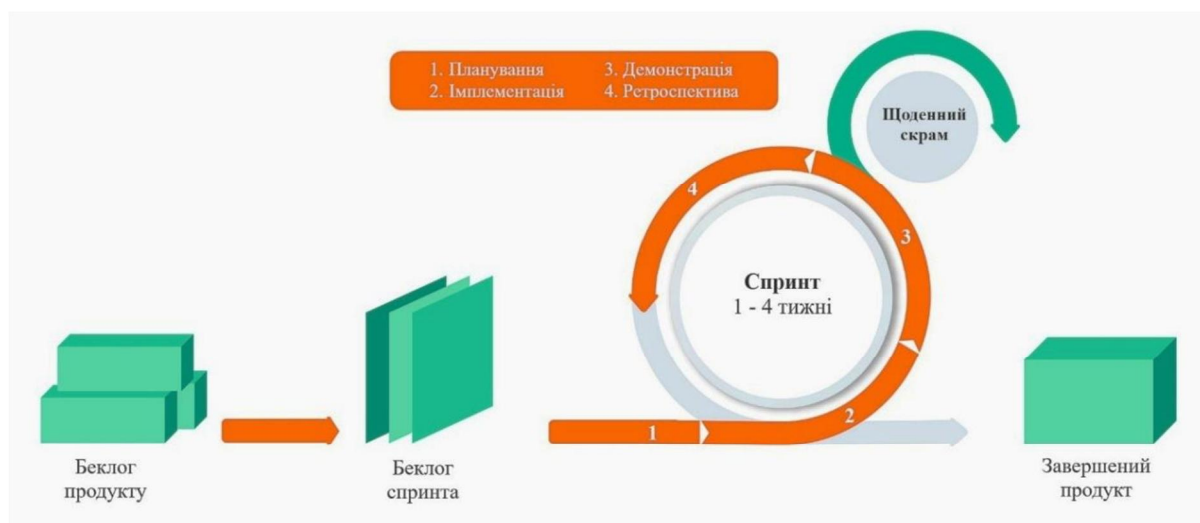 1. Планування 3. Демонстрація
2. Імплементація 4. Ретроспектива
Щоденний
скрам
4
3
Спринт
1 - 4 тижні
2
1
Беклог
продукту
Беклог
спринта
Завершений
продукт